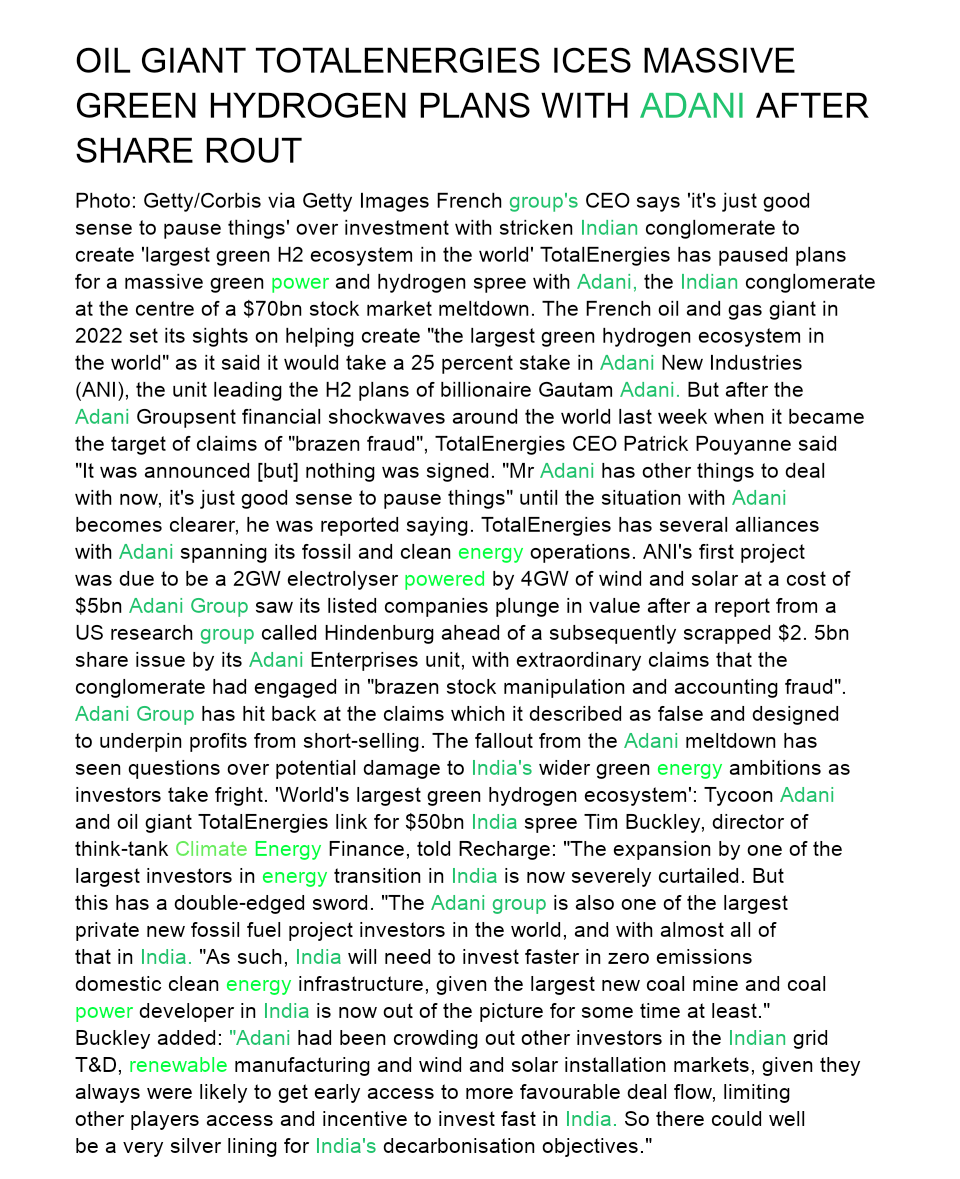 OIL GIANT TOTALENERGIES ICES MASSIVE
GREEN HYDROGEN PLANS WITH ADANI AFTER
SHARE ROUT
Photo: Getty/Corbis via Getty Images French group's CEO says 'it's just good
sense to pause things' over investment with stricken Indian conglomerate to
create 'largest green H2 ecosystem in the world' TotalEnergies has paused plans
for a massive green power and hydrogen spree with Adani, the Indian conglomerate
at the centre of a $70bn stock market meltdown. The French oil and gas giant in
2022 set its sights on helping create "the largest green hydrogen ecosystem in
the world" as it said it would take a 25 percent stake in Adani New Industries
(ANI), the unit leading the H2 plans of billionaire Gautam Adani. But after the
Adani Groupsent financial shockwaves around the world last week when it became
the target of claims of "brazen fraud", TotalEnergies CEO Patrick Pouyanne said
"It was announced [but] nothing was signed. "Mr Adani has other things to deal
with now, it's just good sense to pause things" until the situation with Adani
becomes clearer, he was reported saying. TotalEnergies has several alliances
with Adani spanning its fossil and clean energy operations. ANI's first project
was due to be a 2GW electrolyser powered by 4GW of wind and solar at a cost of
$5bn Adani Group saw its listed companies plunge in value after a report from a
US research group called Hindenburg ahead of a subsequently scrapped $2. 5bn
share issue by its Adani Enterprises unit, with extraordinary claims that the
conglomerate had engaged in "brazen stock manipulation and accounting fraud".
Adani Group has hit back at the claims which it described as false and designed
to underpin profits from short-selling. The fallout from the Adani meltdown has
seen questions over potential damage to India's wider green energy ambitions as
investors take fright. 'World's largest green hydrogen ecosystem': Tycoon Adani
and oil giant TotalEnergies link for $50bn India spree Tim Buckley, director of
think-tank Climate Energy Finance, told Recharge: "The expansion by one of the
largest investors in energy transition in India is now severely curtailed. But
this has a double-edged sword. "The Adani group is also one of the largest
private new fossil fuel project investors in the world, and with almost all of
that in India. "As such, India will need to invest faster in zero emissions
domestic clean energy infrastructure, given the largest new coal mine and coal
power developer in India is now out of the picture for some time at least."
Buckley added: "Adani had been crowding out other investors in the Indian grid
T&D, renewable manufacturing and wind and solar installation markets, given they
always were likely to get early access to more favourable deal flow, limiting
other players access and incentive to invest fast in India. So there could well
be a very silver lining for India's decarbonisation objectives."